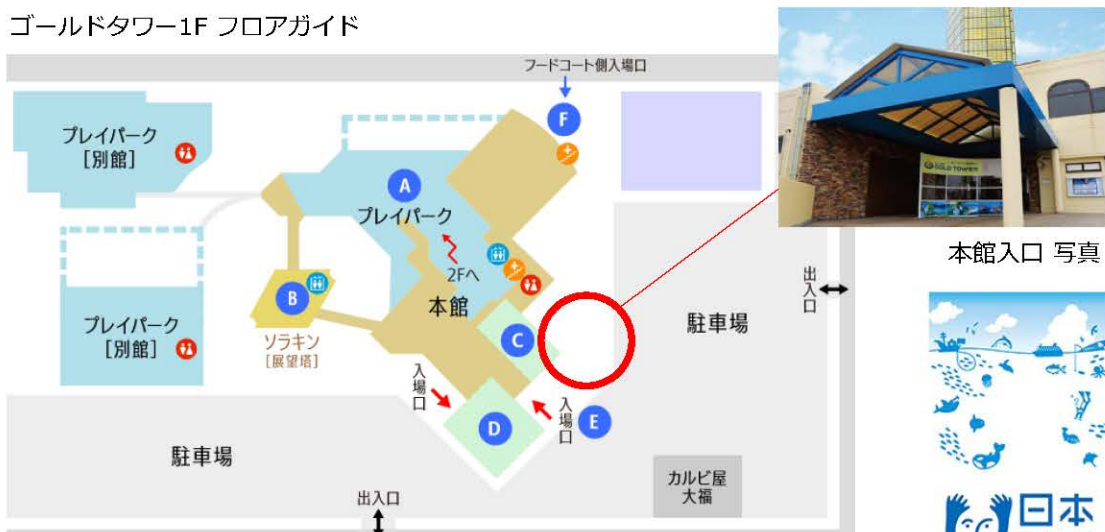 ゴールドタワー1F フロアガイド
フードコート側入場口
F
プレイパーク
[別館]
A
プレイパーク
2Fへ
本館
B
ソラキン
[展望塔]
プレイパーク
[別館]
C
駐車場
出入口
入場口
D
入場口
E
駐車場
カルビ屋
大福
出入口
GOLD TOWER
本館入口 写真
日本